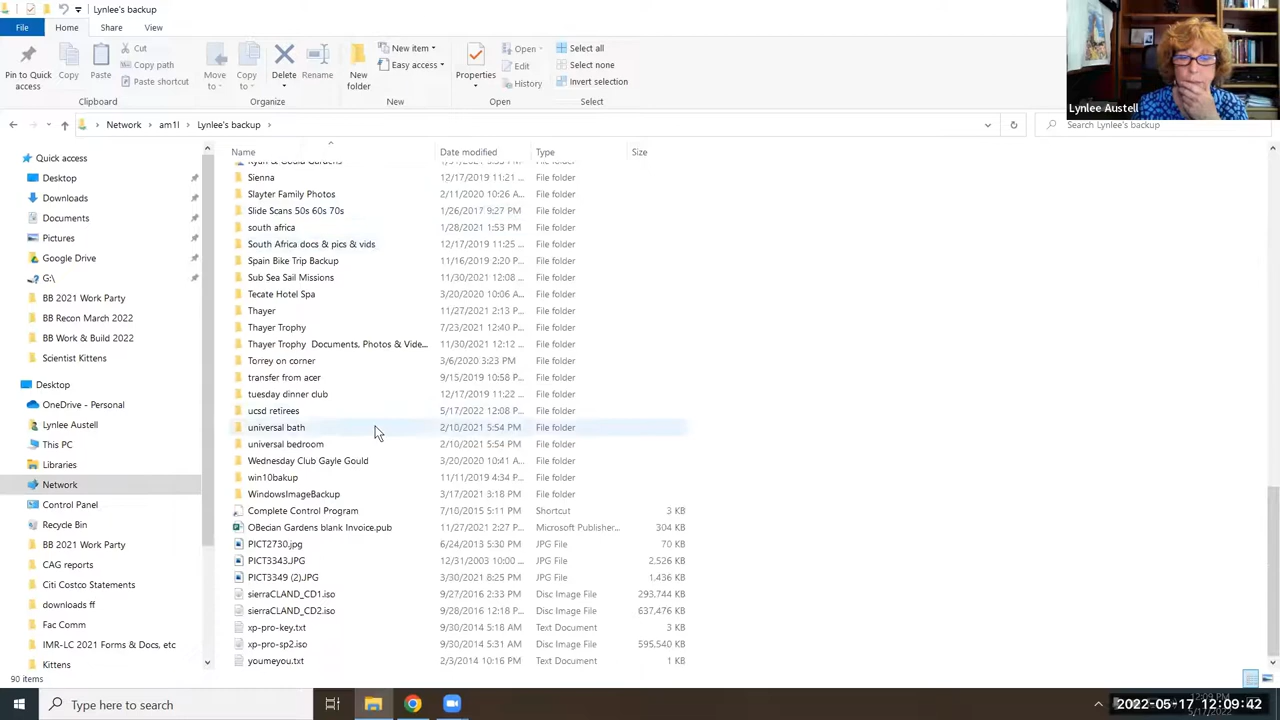 Lynlee's backup
File Home Share View
Pin to Quick access
Copy
Paste
Cut
Copy path
Paste shortcut
Clipboard
Move to
Copy to
Delete
Rename
Organize
New folder
New item
Easy access
New
Properties
Open
Edit
History
Open
Select all
Select none
Invert selection
Select
Lynlee Austell
Network > am1l > Lynlee's backup >
Search Lynlee's backup
Quick access
Desktop
Downloads
Documents
Pictures
Google Drive
G:\
BB 2021 Work Party
BB Recon March 2022
BB Work & Build 2022
Scientist Kittens
Desktop
OneDrive - Personal
Lynlee Austell
This PC
Libraries
Network
Control Panel
Recycle Bin
BB 2021 Work Party
CAG reports
Citi Costco Statements
downloads ff
Fac Comm
IMR-LC 2021 Forms & Docs, etc
Kittens
Name Date modified Type Size
Sienna 12/17/2019 11:21 ... File folder
Slayter Family Photos 2/11/2020 10:26 A... File folder
Slide Scans 50s 60s 70s 1/26/2017 9:27 PM File folder
south africa 1/28/2021 1:53 PM File folder
South Africa docs & pics & vids 12/17/2019 11:25 ... File folder
Spain Bike Trip Backup 11/16/2019 2:20 P... File folder
Sub Sea Sail Missions 11/30/2021 12:08 ... File folder
Tecate Hotel Spa 3/20/2020 10:06 A... File folder
Thayer 11/27/2021 2:13 P... File folder
Thayer Trophy 7/23/2021 12:40 P... File folder
Thayer Trophy Documents, Photos & Vide... 11/30/2021 12:12 ... File folder
Torrey on corner 3/6/2020 3:23 PM File folder
transfer from acer 9/15/2019 10:58 P... File folder
tuesday dinner club 12/17/2019 11:22 ... File folder
ucsd retirees 5/17/2022 12:08 P... File folder
universal bath 2/10/2021 5:54 PM File folder
universal bedroom 2/10/2021 5:54 PM File folder
Wednesday Club Gayle Gould 3/20/2020 10:41 A... File folder
win10bakup 11/11/2019 4:34 P... File folder
WindowsImageBackup 3/17/2021 3:18 PM File folder
Complete Control Program 7/10/2015 5:11 PM Shortcut 3 KB
OBecian Gardens blank Invoice.pub 11/27/2021 2:27 P... Microsoft Publisher... 304 KB
PICT2730.jpg 6/24/2013 5:30 PM JPG File 70 KB
PICT3343.JPG 12/31/2003 10:00 ... JPG File 2,526 KB
PICT3349 (2).JPG 3/30/2021 8:25 PM JPG File 1,436 KB
sierraCLAND_CD1.iso 9/27/2016 2:33 PM Disc Image File 293,744 KB
sierraCLAND_CD2.iso 9/28/2016 12:18 P... Disc Image File 637,476 KB
xp-pro-key.txt 9/30/2014 5:18 AM Text Document 3 KB
xp-pro-sp2.iso 9/30/2014 5:31 AM Disc Image File 595,540 KB
youmeyou.txt 2/3/2014 10:16 PM Text Document 1 KB
90 items
Type here to search
2022-05-17 12:09:42